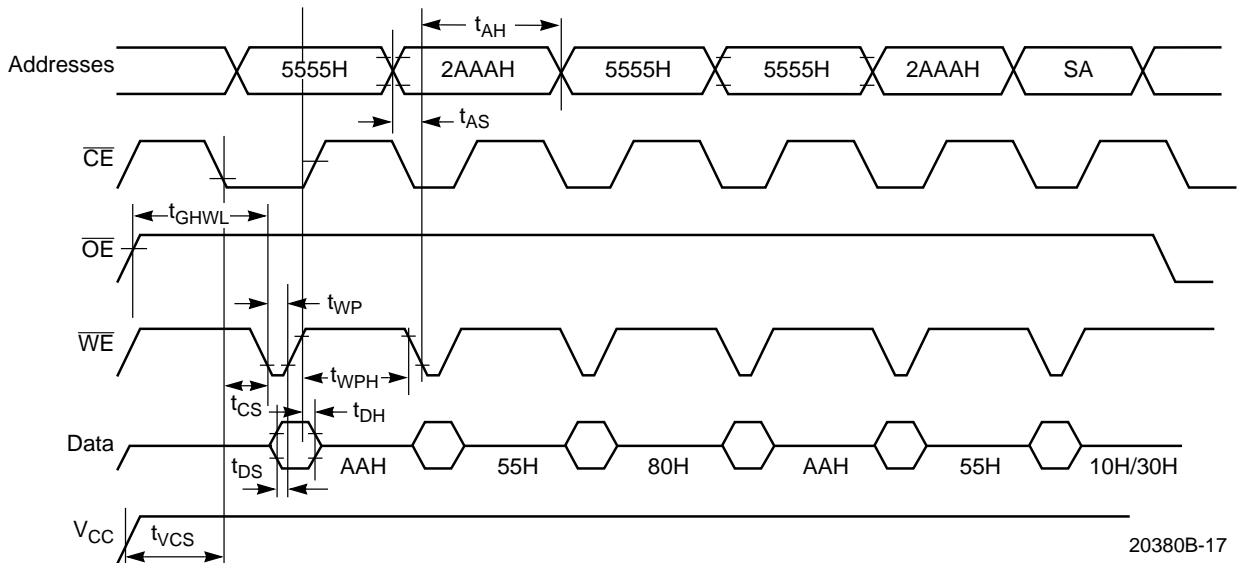 tAH
Addresses 5555H 2AAAH 5555H 5555H 2AAAH SA
tAS
CE
tGHWL
OE
tWP
WE
tWPH
tCS tDH
Data
tDS AAH 55H 80H AAH 55H 10H/30H
VCC tVCS
20380B-17